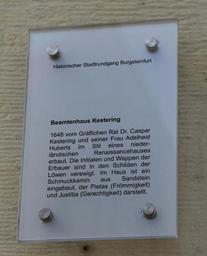 Historischer Stadtrundgang Burgsteinfurt
Beamtenhaus Kestering
1648 vom Gräflichen Rat Dr. Caspar
Kestering und seiner Frau Adelheid
Huberts im Stil eines nieder-
ländischen Renaissancehauses
erbaut. Die Initialen und Wappen der
Erbauer sind in den Schilden der
Löwen verewigt. Im Haus ist ein
Schmuckkamin aus Sandstein
eingebaut, der Pietas (Frömmigkeit)
und Justitia (Gerechtigkeit) darstellt.